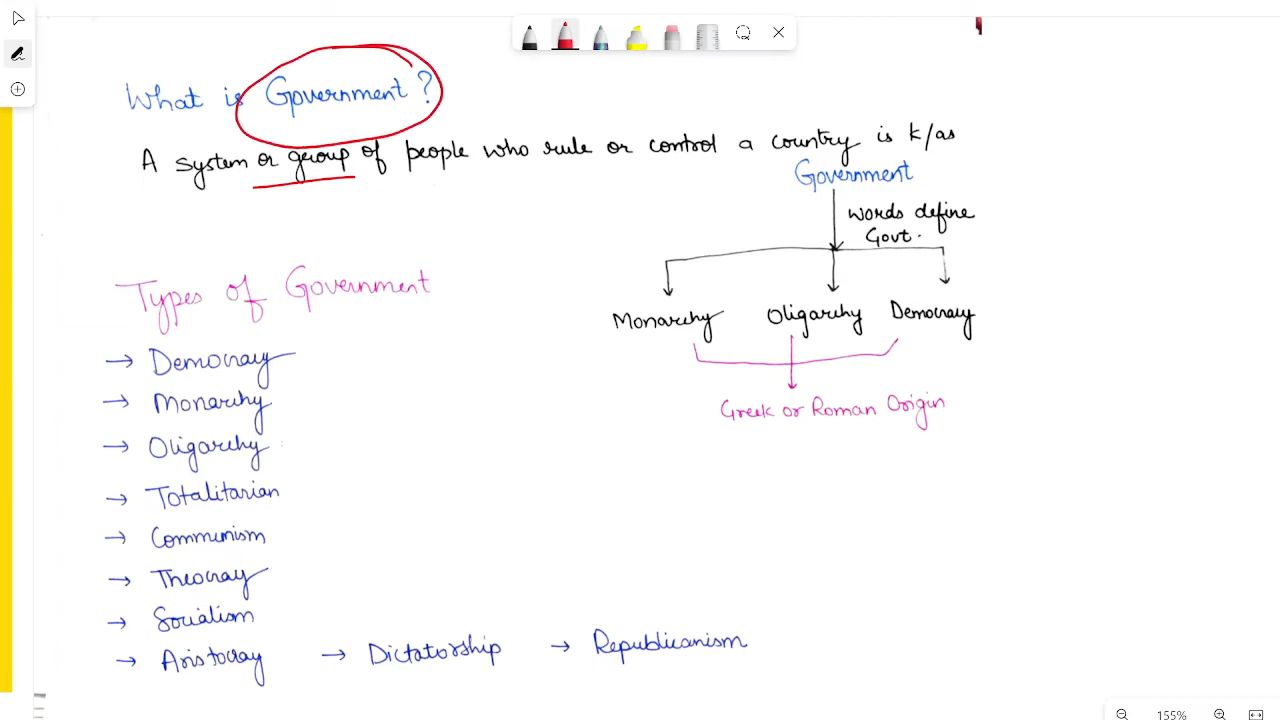 What is Government?
A system or group of people who rule or control a country is k/as
Government
words define
Govt.
Monarchy Oligarchy Democracy
Greek or Roman Origin
Types of Government
→ Democracy
→ Monarchy
→ Oligarchy
→ Totalitarian
→ Communism
→ Theocracy
→ Socialism
→ Aristocracy → Dictatorship → Republicanism
155%